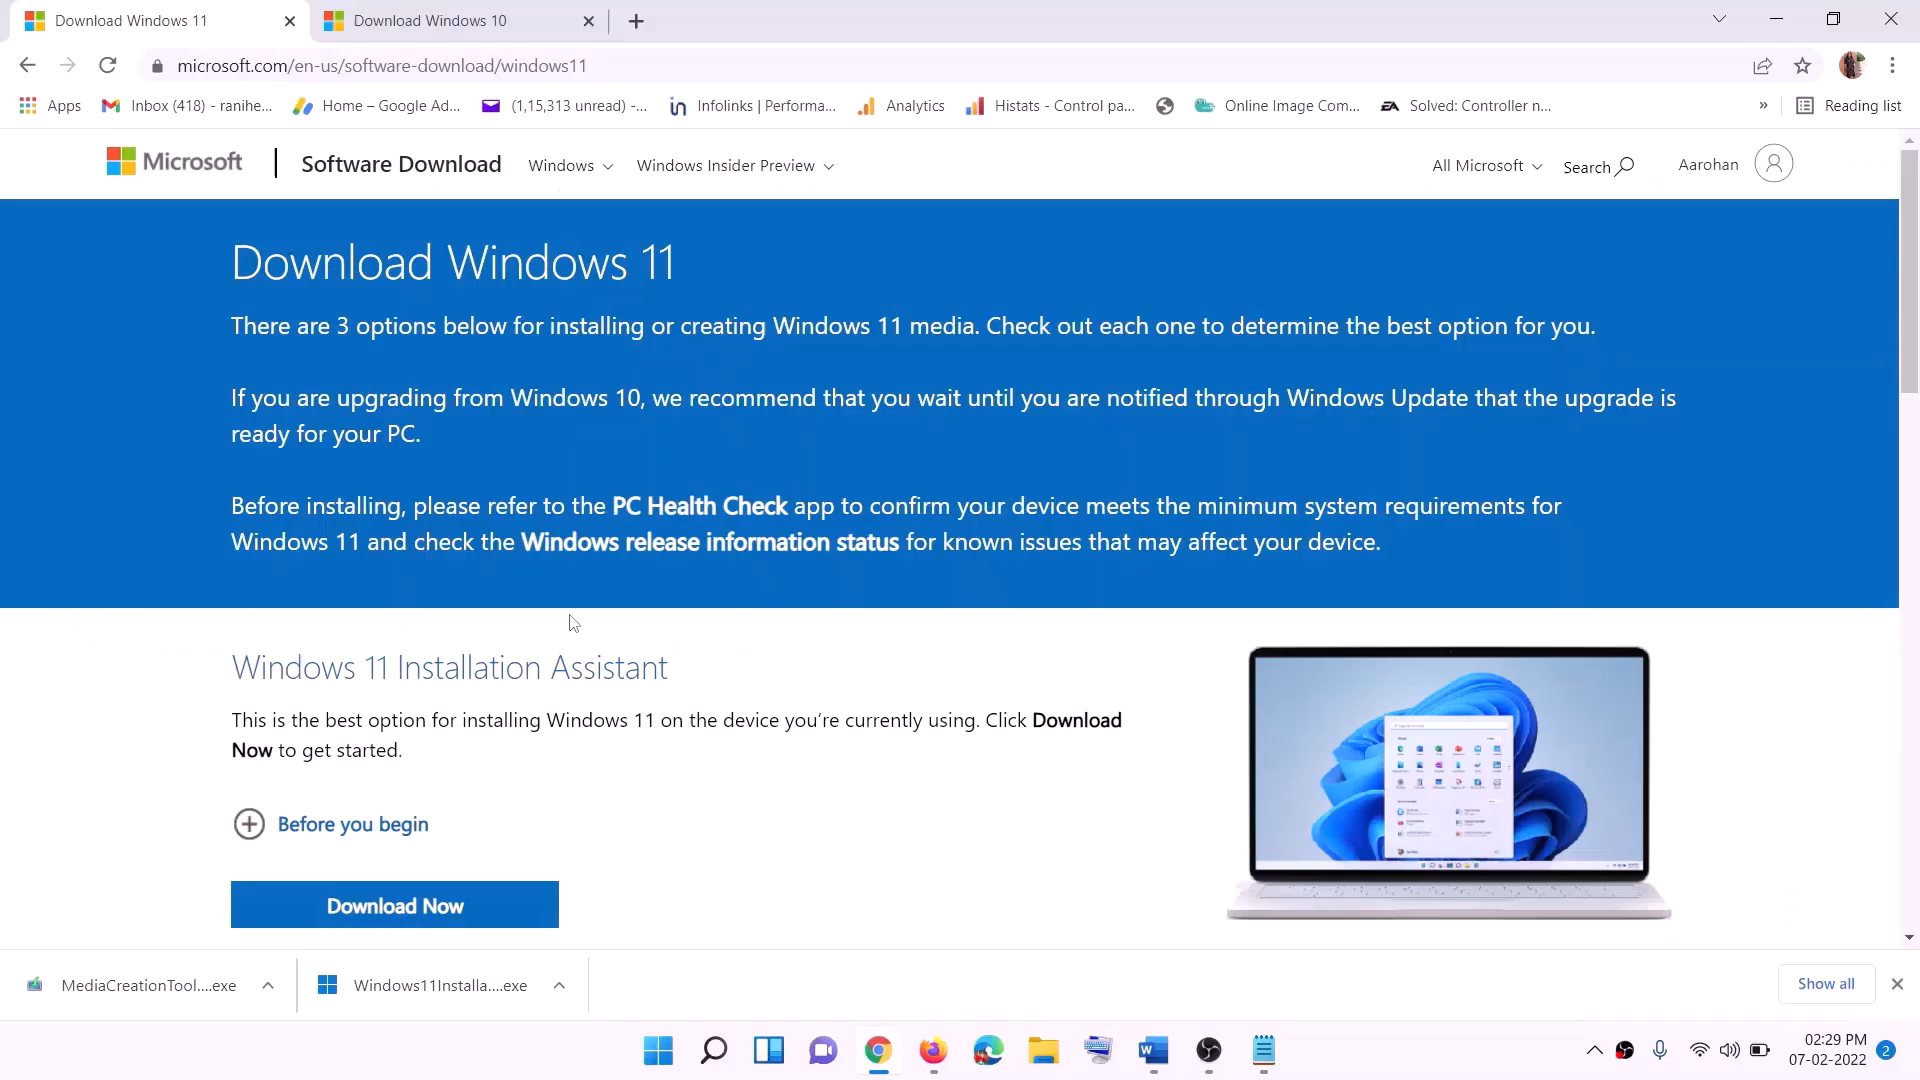 Download Windows 11
Download Windows 10
microsoft.com/en-us/software-download/windows11
Apps
Inbox (418) - ranihe...
Home – Google Ad...
(1,15,313 unread) -...
Infolinks | Performa...
Analytics
Histats - Control pa...
Online Image Com...
Solved: Controller n...
»
Reading list
Microsoft
Software Download
Windows
Windows Insider Preview
All Microsoft
Search
Aarohan
Download Windows 11
There are 3 options below for installing or creating Windows 11 media. Check out each one to determine the best option for you.
If you are upgrading from Windows 10, we recommend that you wait until you are notified through Windows Update that the upgrade is
ready for your PC.
Before installing, please refer to the PC Health Check app to confirm your device meets the minimum system requirements for
Windows 11 and check the Windows release information status for known issues that may affect your device.
Windows 11 Installation Assistant
This is the best option for installing Windows 11 on the device you're currently using. Click Download
Now to get started.
Before you begin
Download Now
MediaCreationTool....exe
Windows11Installa....exe
Show all
02:29 PM
07-02-2022
2